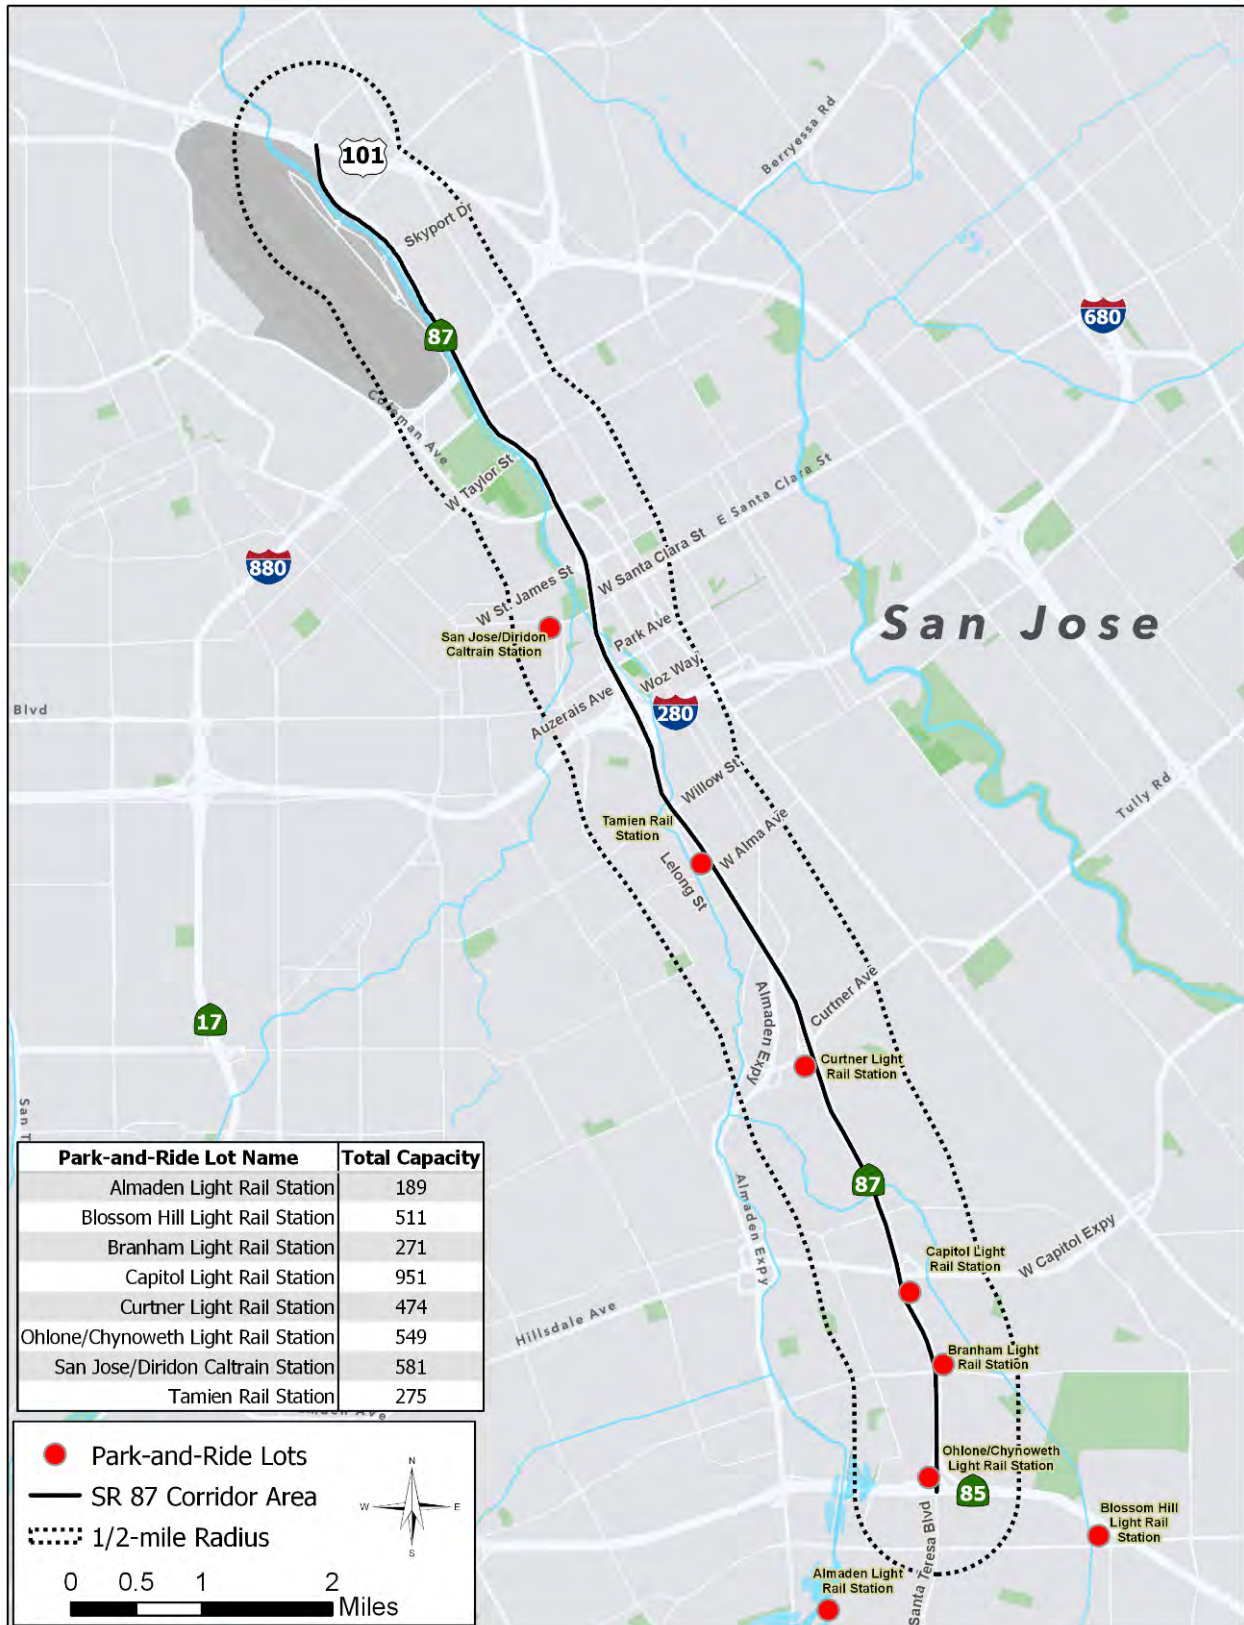 101
Skyport Dr
Berryessa Rd
87
680
Coleman Ave
W Taylor St
E Santa Clara St
880
W Santa Clara St
W St. James St
San Jose
San Jose/Diridon
Caltrain Station
Park Ave
Woz Way
Blvd
Auzerais Ave
280
Willow St
Tully Rd
Tamien Rail
Station
W Alma Ave
Lelong St
Curtner Ave
Almaden Expy
17
Curtner Light
Rail Station
San T
Park-and-Ride Lot Name Total Capacity
Almaden Light Rail Station 189
Blossom Hill Light Rail Station 511
Branham Light Rail Station 271
Capitol Light Rail Station 951
Curtner Light Rail Station 474
Ohlone/Chynoweth Light Rail Station 549
San Jose/Diridon Caltrain Station 581
Tamien Rail Station 275
87
Almaden Expy
Capitol Light
Rail Station
W Capitol Expy
Hillsdale Ave
Branham Light
Rail Station
Ohlone/Chynoweth
Light Rail Station
85
Blossom Hill
Light Rail
Station
Santa Teresa Blvd
Almaden Light
Rail Station
Ave
Park-and-Ride Lots
SR 87 Corridor Area
1/2-mile Radius
N
W E
S
0 0.5 1 2
Miles